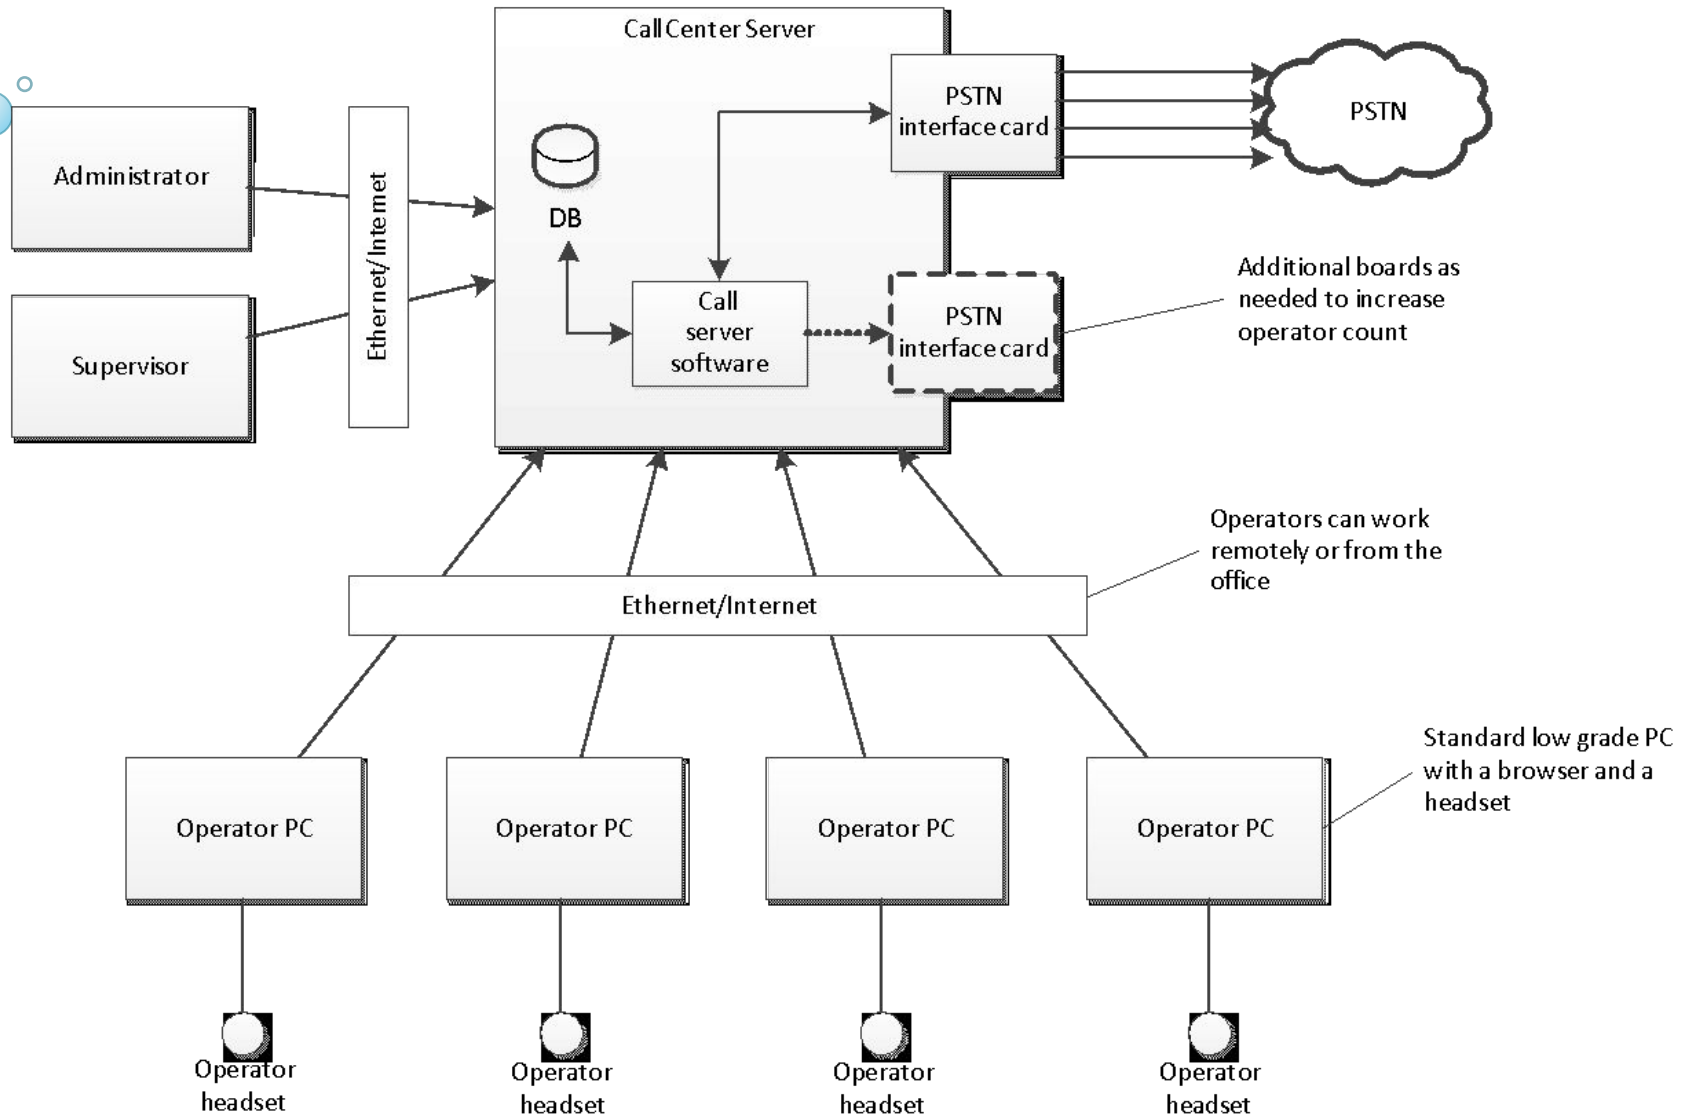 Call Center Server
PSTN
interface card
PSTN
Administrator
Ethernet/Internet
DB
Supervisor
Call
server
software
PSTN
interface card
Additional boards as
needed to increase
operator count
Operators can work
remotely or from the
office
Ethernet/Internet
Standard low grade PC
with a browser and a
headset
Operator PC
Operator PC
Operator PC
Operator PC
Operator
headset
Operator
headset
Operator
headset
Operator
headset